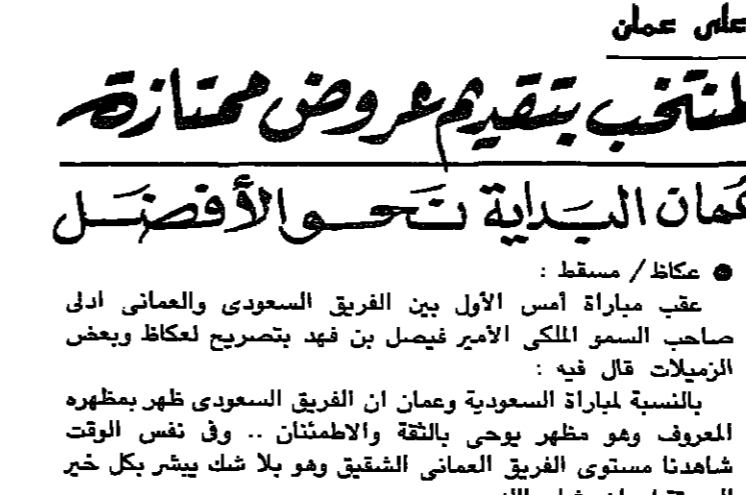 على عمان
لمنتخب بتقديم عروض ممتازة
عمان البداية نحو الأفضل
● عكاظ / مسقط :
عقب مباراة أمس الأول بين الفريق السعودى والعمانى ادلى
صاحب السمو الملكى الأمير فيصل بن فهد بتصريح لعكاظ وبعض
الزميلات قال فيه :
بالنسبة لمباراة السعودية وعمان ان الفريق السعودى ظهر بمظهره
المعروف وهو مظهر يوحى بالثقة والاطمئنان .. وفى نفس الوقت
شاهدنا مستوى الفريق العمانى الشقيق وهو بلا شك يبشر بكل خير